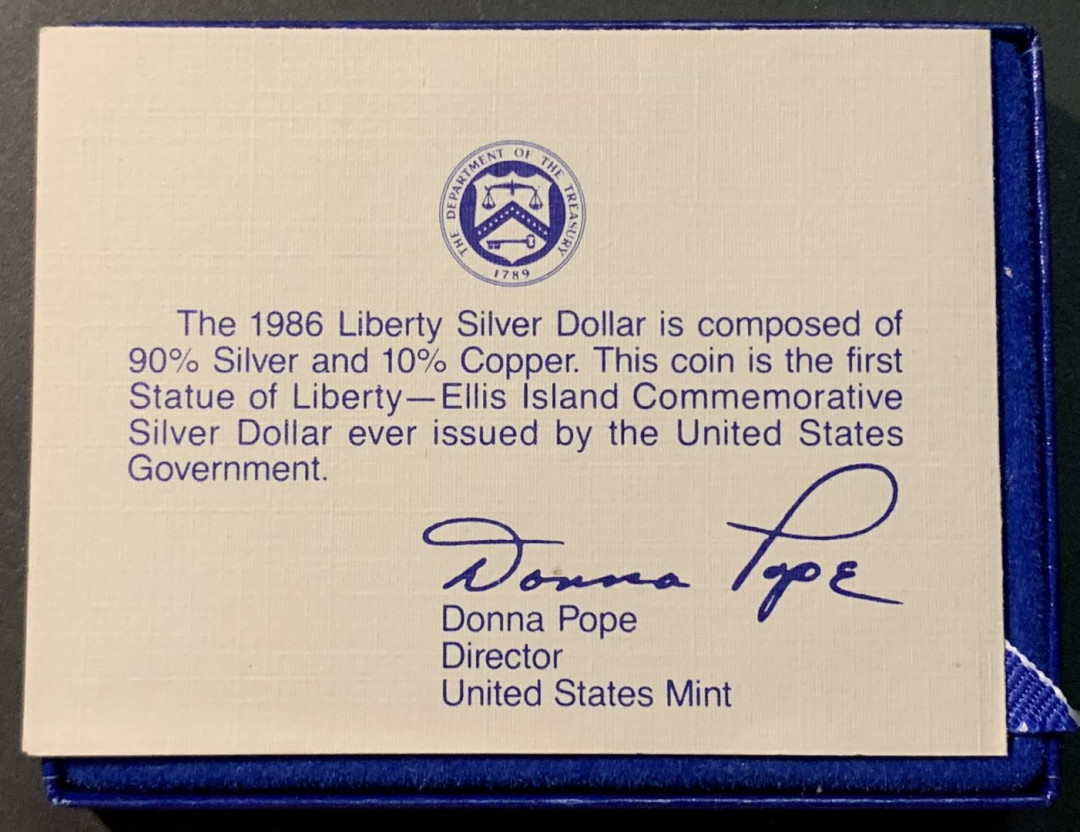 THE DEPARTMENT OF THE TREASURY
1789
The 1986 Liberty Silver Dollar is composed of
90% Silver and 10% Copper. This coin is the first
Statue of Liberty—Ellis Island Commemorative
Silver Dollar ever issued by the United States
Government.
Donna Pope
Donna Pope
Director
United States Mint